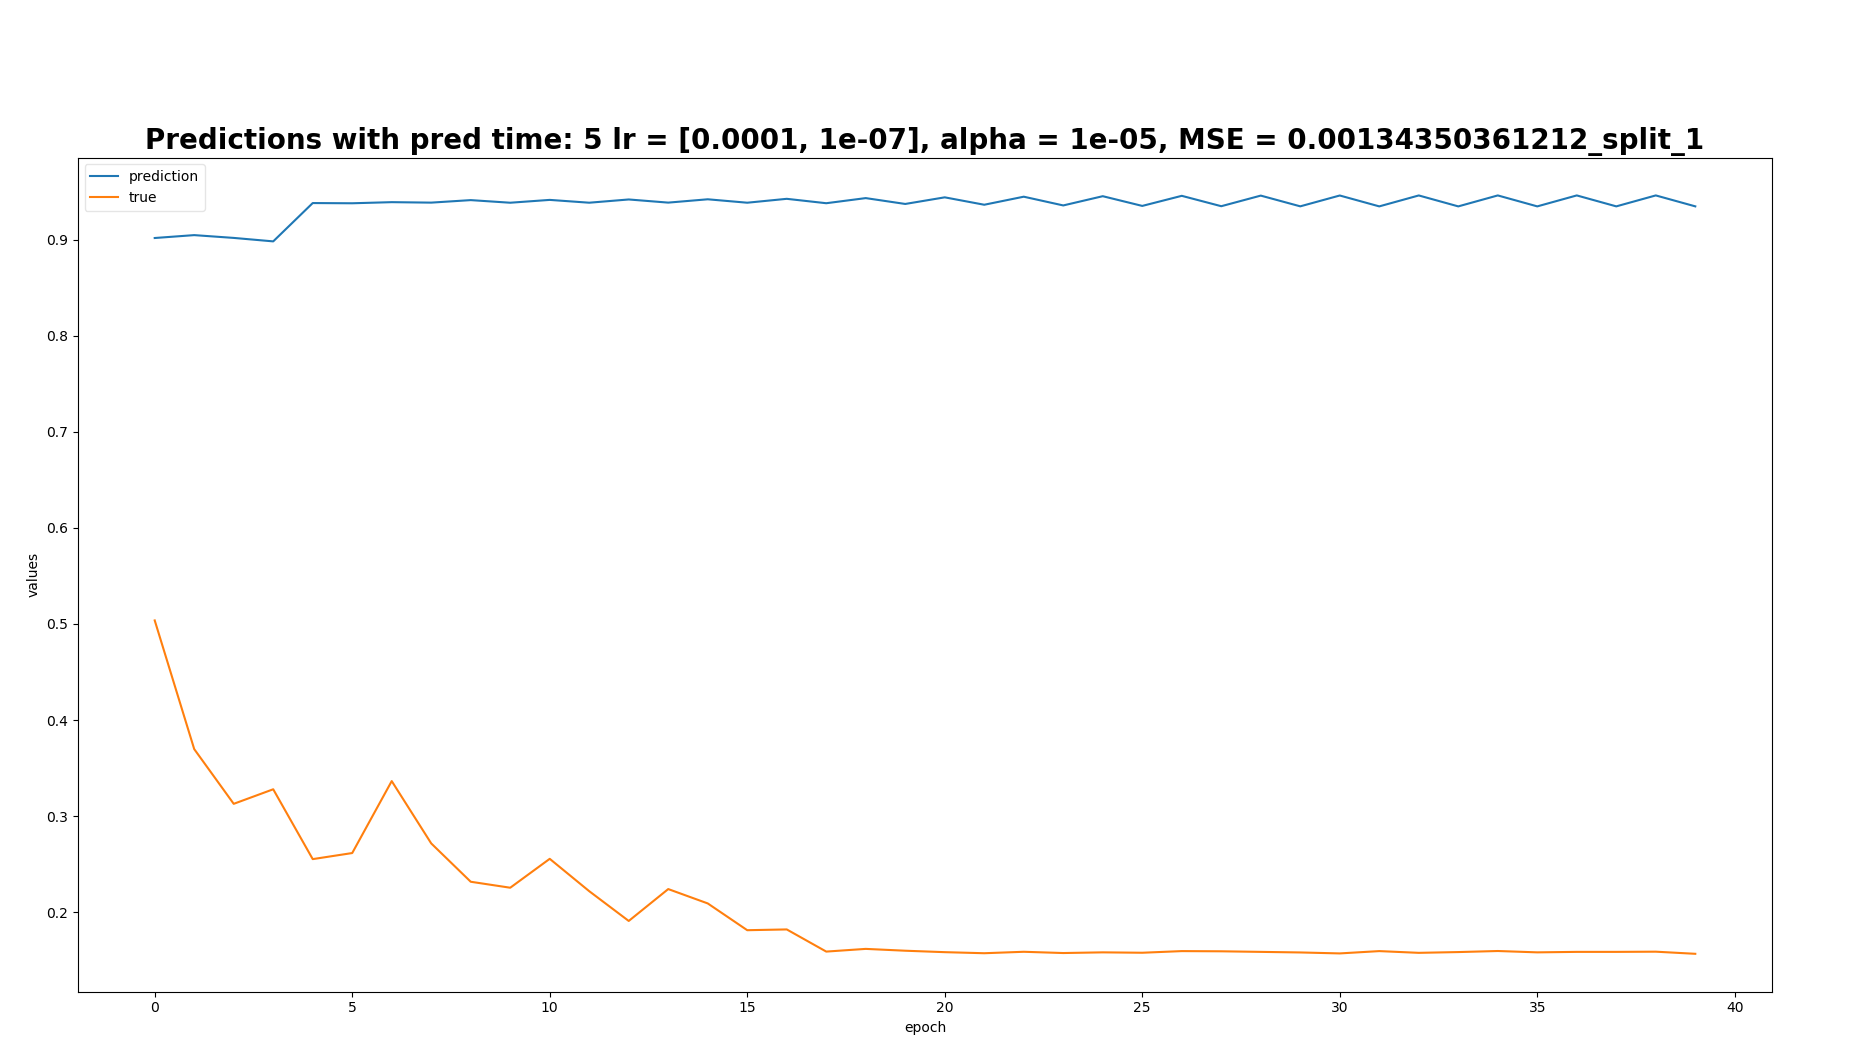 Predictions with pred time: 5 lr = [0.0001, 1e-07], alpha = 1e-05, MSE = 0.00134350361212_split_1
prediction
true
0.9
0.8
0.7
0.6
0.5
0.4
0.3
0.2
values
0 5 10 15 20 25 30 35 40
epoch